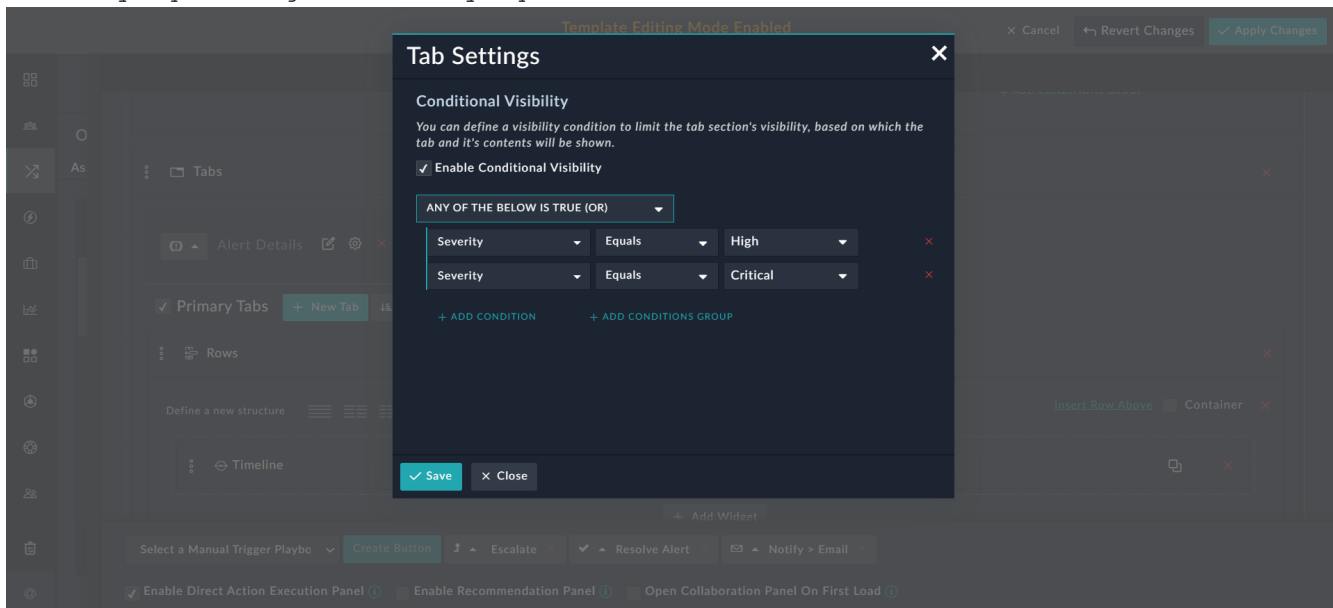 Template Editing Mode Enabled
Cancel
Revert Changes
Apply Changes
Tab Settings
Conditional Visibility
You can define a visibility condition to limit the tab section's visibility, based on which the
tab and it's contents will be shown.
Enable Conditional Visibility
ANY OF THE BELOW IS TRUE (OR)
Severity Equals High
Severity Equals Critical
+ ADD CONDITION + ADD CONDITIONS GROUP
Save
Close
As
Tabs
Alert Details
Primary Tabs
+ New Tab
Rows
Define a new structure
Insert Row Above
Container
Timeline
+ Add Widget
Select a Manual Trigger Playbo
Create Button
Escalate
Resolve Alert
Notify > Email
Enable Direct Action Execution Panel
Enable Recommendation Panel
Open Collaboration Panel On First Load